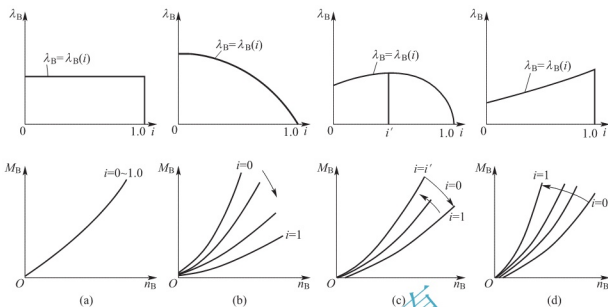 λB
λB=λB(i)
0
1.0
i
λB
λB=λB(i)
0
1.0
i
λB
λB=λB(i)
0
i′
1.0
i
λB
λB=λB(i)
0
1.0
i
MB
i=0~1.0
O
nB
(a)
MB
i=0
i=1
O
nB
(b)
MB
i=i′
i=0
i=1
O
nB
(c)
MB
i=1
i=0
O
nB
(d)